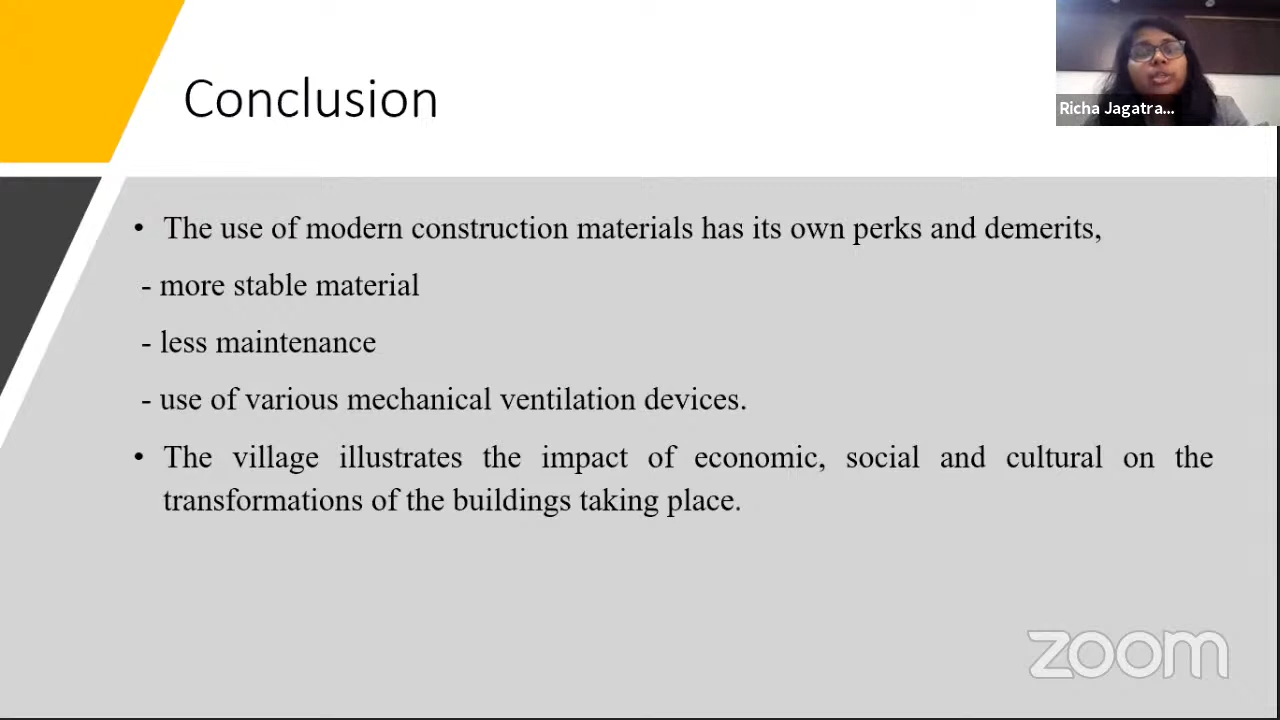 Conclusion
Richa Jagatra...
• The use of modern construction materials has its own perks and demerits,
- more stable material
- less maintenance
- use of various mechanical ventilation devices.
• The village illustrates the impact of economic, social and cultural on the
transformations of the buildings taking place.
zoom